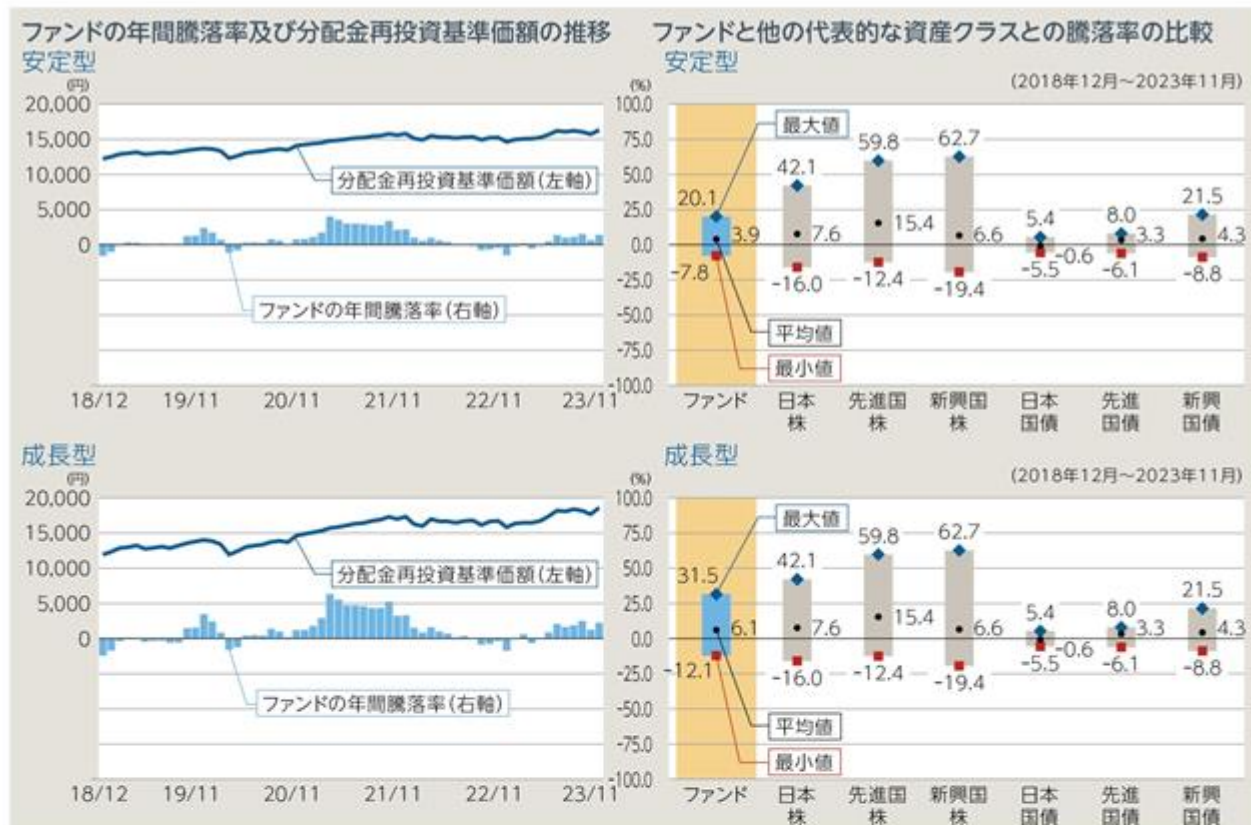 ファンドの年間騰落率及び分配金再投資基準価額の推移
安定型
(円)
20,000
15,000
10,000
5,000
0
分配金再投資基準価額(左軸)
ファンドの年間騰落率(右軸)
18/12 19/11 20/11 21/11 22/11 23/11
ファンドと他の代表的な資産クラスとの騰落率の比較
安定型
(2018年12月~2023年11月)
(%)
100.0
75.0
50.0
25.0
0.0
-25.0
-50.0
-75.0
-100.0
最大値
平均値
最小値
20.1 42.1 59.8 62.7 5.4 8.0 21.5
3.9 7.6 15.4 6.6 -0.6 3.3 4.3
-7.8 -16.0 -12.4 -19.4 -5.5 -6.1 -8.8
ファンド 日本 先進国 新興国 日本 先進 新興
株 株 株 国債 国債 国債
成長型
(円)
20,000
15,000
10,000
5,000
0
分配金再投資基準価額(左軸)
ファンドの年間騰落率(右軸)
18/12 19/11 20/11 21/11 22/11 23/11
成長型
(2018年12月~2023年11月)
(%)
100.0
75.0
50.0
25.0
0.0
-25.0
-50.0
-75.0
-100.0
最大値
平均値
最小値
31.5 42.1 59.8 62.7 5.4 8.0 21.5
6.1 7.6 15.4 6.6 -0.6 3.3 4.3
-12.1 -16.0 -12.4 -19.4 -5.5 -6.1 -8.8
ファンド 日本 先進国 新興国 日本 先進 新興
株 株 株 国債 国債 国債